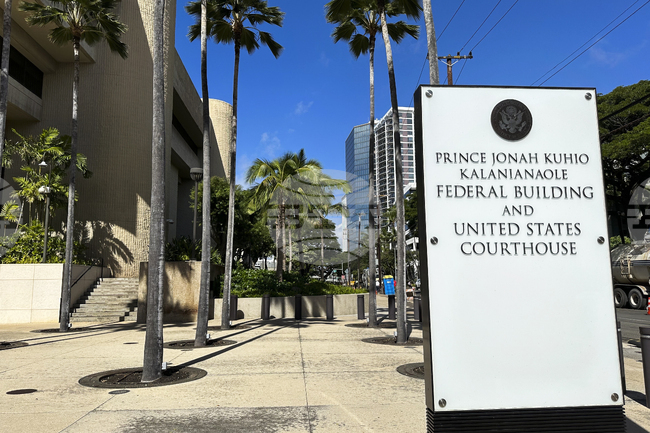 PRINCE JONAH KUHIO
KALANIANAOLE
FEDERAL BUILDING
AND
UNITED STATES
COURTHOUSE